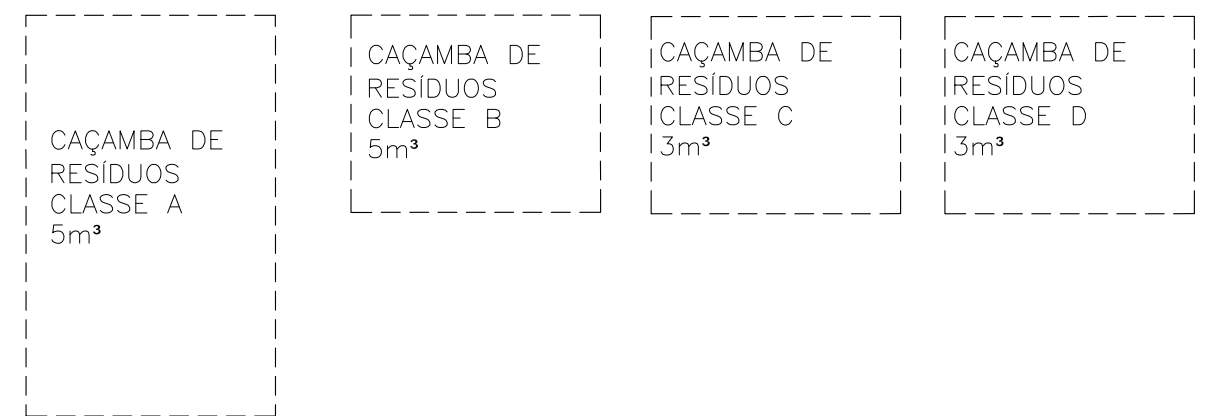 CAÇAMBA DE
RESÍDUOS
CLASSE A
5m³
CAÇAMBA DE
RESÍDUOS
CLASSE B
5m³
CAÇAMBA DE
RESÍDUOS
CLASSE C
3m³
CAÇAMBA DE
RESÍDUOS
CLASSE D
3m³